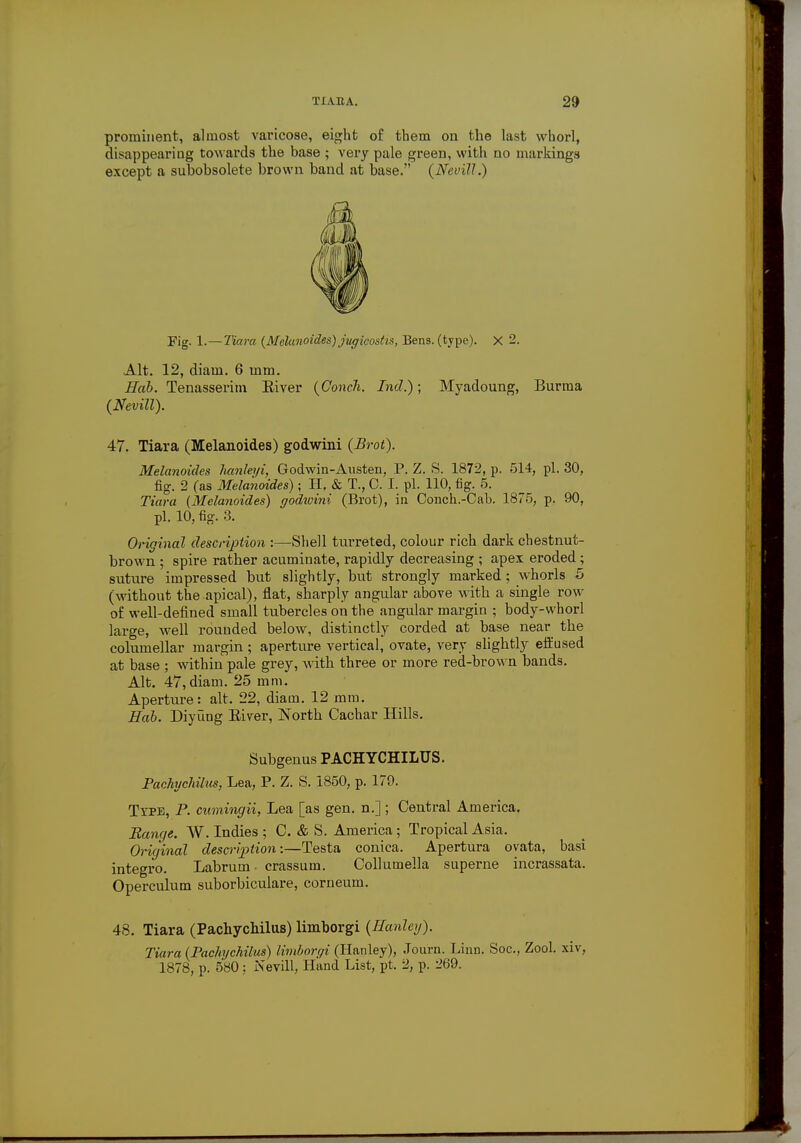 TIARA. 29
prominent, almost varicose, eight of them on the last whorl,
disappearing towards the base ; very pale green, with no markings
except a subobsolete brown band at base.” (Nevill.)
Fig. 1.—Tiara (Melanoides) jugicostis, Bens. (type). X 2.
Alt. 12, diam. 6 mm.
Hab. Tenasserim River (Conch. Ind.); Myadoung, Burma
(Nevill).
47. Tiara (Melanoides) godwini (Brot).
Melanoides hanleyi, Godwin-Austen, P. Z. S. 1872, p. 514, pl. 30,
fig. 2 (as Melanoides) ; H. & T., C. I. pl. 110, fig. 5.
Tiara (Melanoides) godwini (Brot), in Conch.-Cab. 1875, p. 90,
pl. 10, fig. 3.
Original description :—Shell turreted, colour rich dark chestnut-
brown ; spire rather acuminate, rapidly decreasing ; apex eroded ;
suture impressed but slightly, but strongly marked ; whorls 5
(without the apical), flat, sharply angular above with a single row
of well-defined small tubercles on the angular margin ; body-whorl
large, well rounded below, distinctly corded at base near the
columellar margin ; aperture vertical, ovate, very slightly effused
at base ; within pale grey, with three or more red-brown bands.
Alt. 47, diam. 25 mm.
Aperture : alt. 22, diam. 12 mm.
Hab. Diyūng River, North Cachar Hills.
Subgenus PACHYCHILUS.
Pachychilus, Lea, P. Z. S. 1850, p. 179.
Type, P. cumingii, Lea [as gen. n.] ; Central America.
Range. W. Indies ; C. & S. America ; Tropical Asia.
Original description:—Testa conica. Apertura ovata, basi
integro. Labrum crassum. Collumella superne incrassata.
Operculum suborbiculare, corneum.
48. Tiara (Pachychilus) limborgi (Hanley).
Tiara (Pachychilus) limborgi (Hanley), Journ. Linn. Soc., Zool. xiv,
1878, p. 580 ; Nevill, Hand List, pt. 2, p. 269.